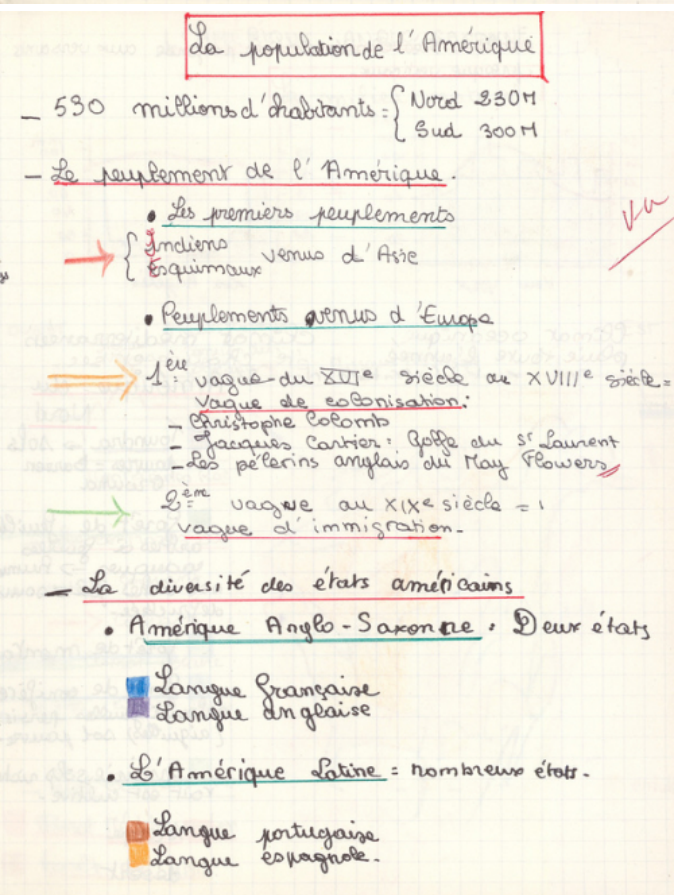 La population de l'Amérique
- 530 millions d'habitants = { Nord 230M
Sud 300M
- Le peuplement de l'Amérique.
• Les premiers peuplements
vu
→ { Indiens
Esquimaux venus d'Asie
• Peuplements venus d'Europe
1ère vague du XVIe siècle au XVIIIe siècle =
vague de colonisation:
- Christophe Colomb
- Jacques Cartier: Golfe du St Laurent
- Les pélerins anglais du May Flowers
2ème vague au XIXe siècle =
vague d'immigration.
- La diversité des états américains
• Amérique Anglo-Saxonne : Deux états
Langue française
Langue anglaise
• L'Amérique Latine = nombreux états.
Langue portugaise
Langue espagnole.